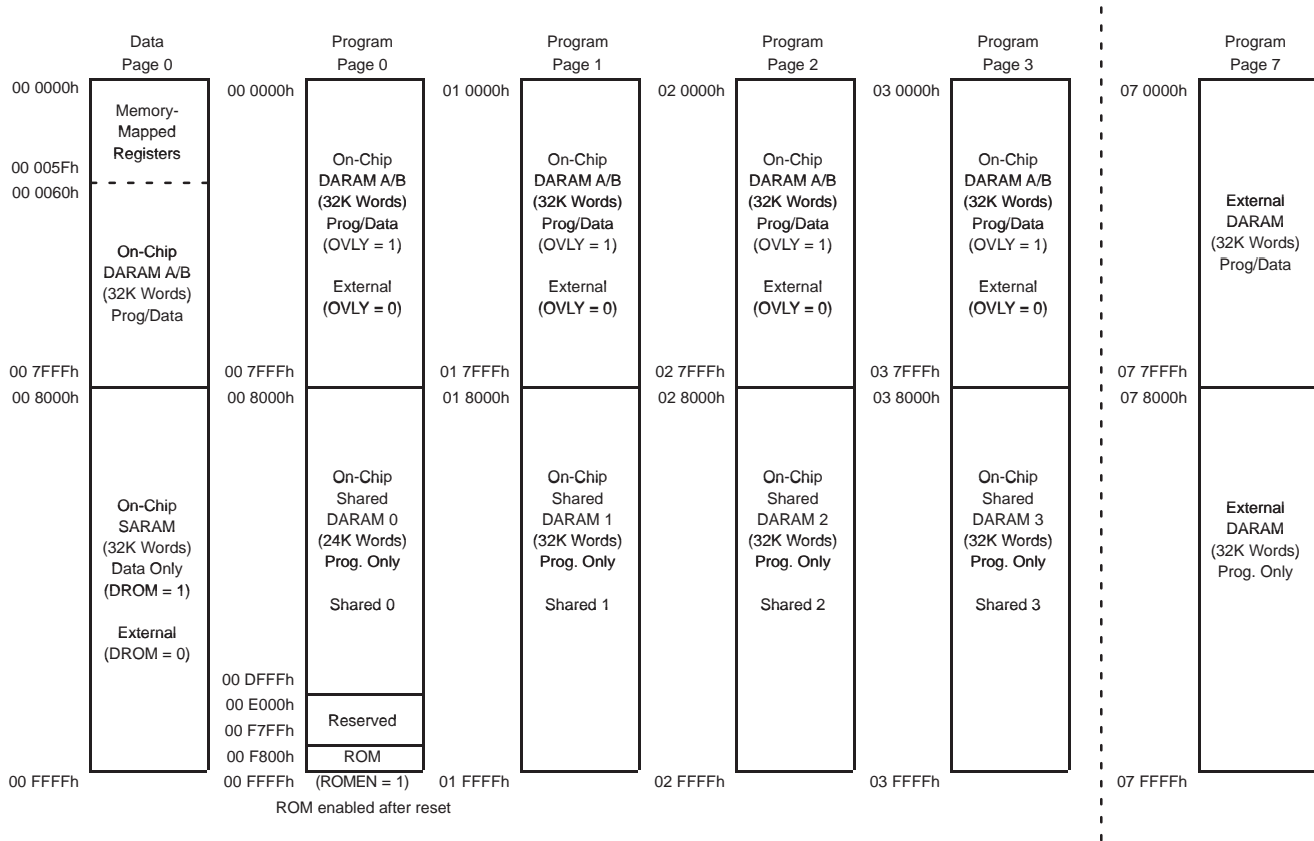 Data
Page 0
00 0000h
Memory-
Mapped
Registers
00 005Fh
00 0060h
On-Chip
DARAM A/B
(32K Words)
Prog/Data
00 7FFFh
00 8000h
On-Chip
SARAM
(32K Words)
Data Only
(DROM = 1)
External
(DROM = 0)
00 FFFFh
Program
Page 0
00 0000h
On-Chip
DARAM A/B
(32K Words)
Prog/Data
(OVLY = 1)
External
(OVLY = 0)
00 7FFFh
00 8000h
On-Chip
Shared
DARAM 0
(24K Words)
Prog. Only
Shared 0
00 DFFFh
00 E000h
Reserved
00 F7FFh
00 F800h
ROM
00 FFFFh
(ROMEN = 1)
ROM enabled after reset
Program
Page 1
01 0000h
On-Chip
DARAM A/B
(32K Words)
Prog/Data
(OVLY = 1)
External
(OVLY = 0)
01 7FFFh
01 8000h
On-Chip
Shared
DARAM 1
(32K Words)
Prog. Only
Shared 1
01 FFFFh
Program
Page 2
02 0000h
On-Chip
DARAM A/B
(32K Words)
Prog/Data
(OVLY = 1)
External
(OVLY = 0)
02 7FFFh
02 8000h
On-Chip
Shared
DARAM 2
(32K Words)
Prog. Only
Shared 2
02 FFFFh
Program
Page 3
03 0000h
On-Chip
DARAM A/B
(32K Words)
Prog/Data
(OVLY = 1)
External
(OVLY = 0)
03 7FFFh
03 8000h
On-Chip
Shared
DARAM 3
(32K Words)
Prog. Only
Shared 3
03 FFFFh
Program
Page 7
07 0000h
External
DARAM
(32K Words)
Prog/Data
07 7FFFh
07 8000h
External
DARAM
(32K Words)
Prog. Only
07 FFFFh